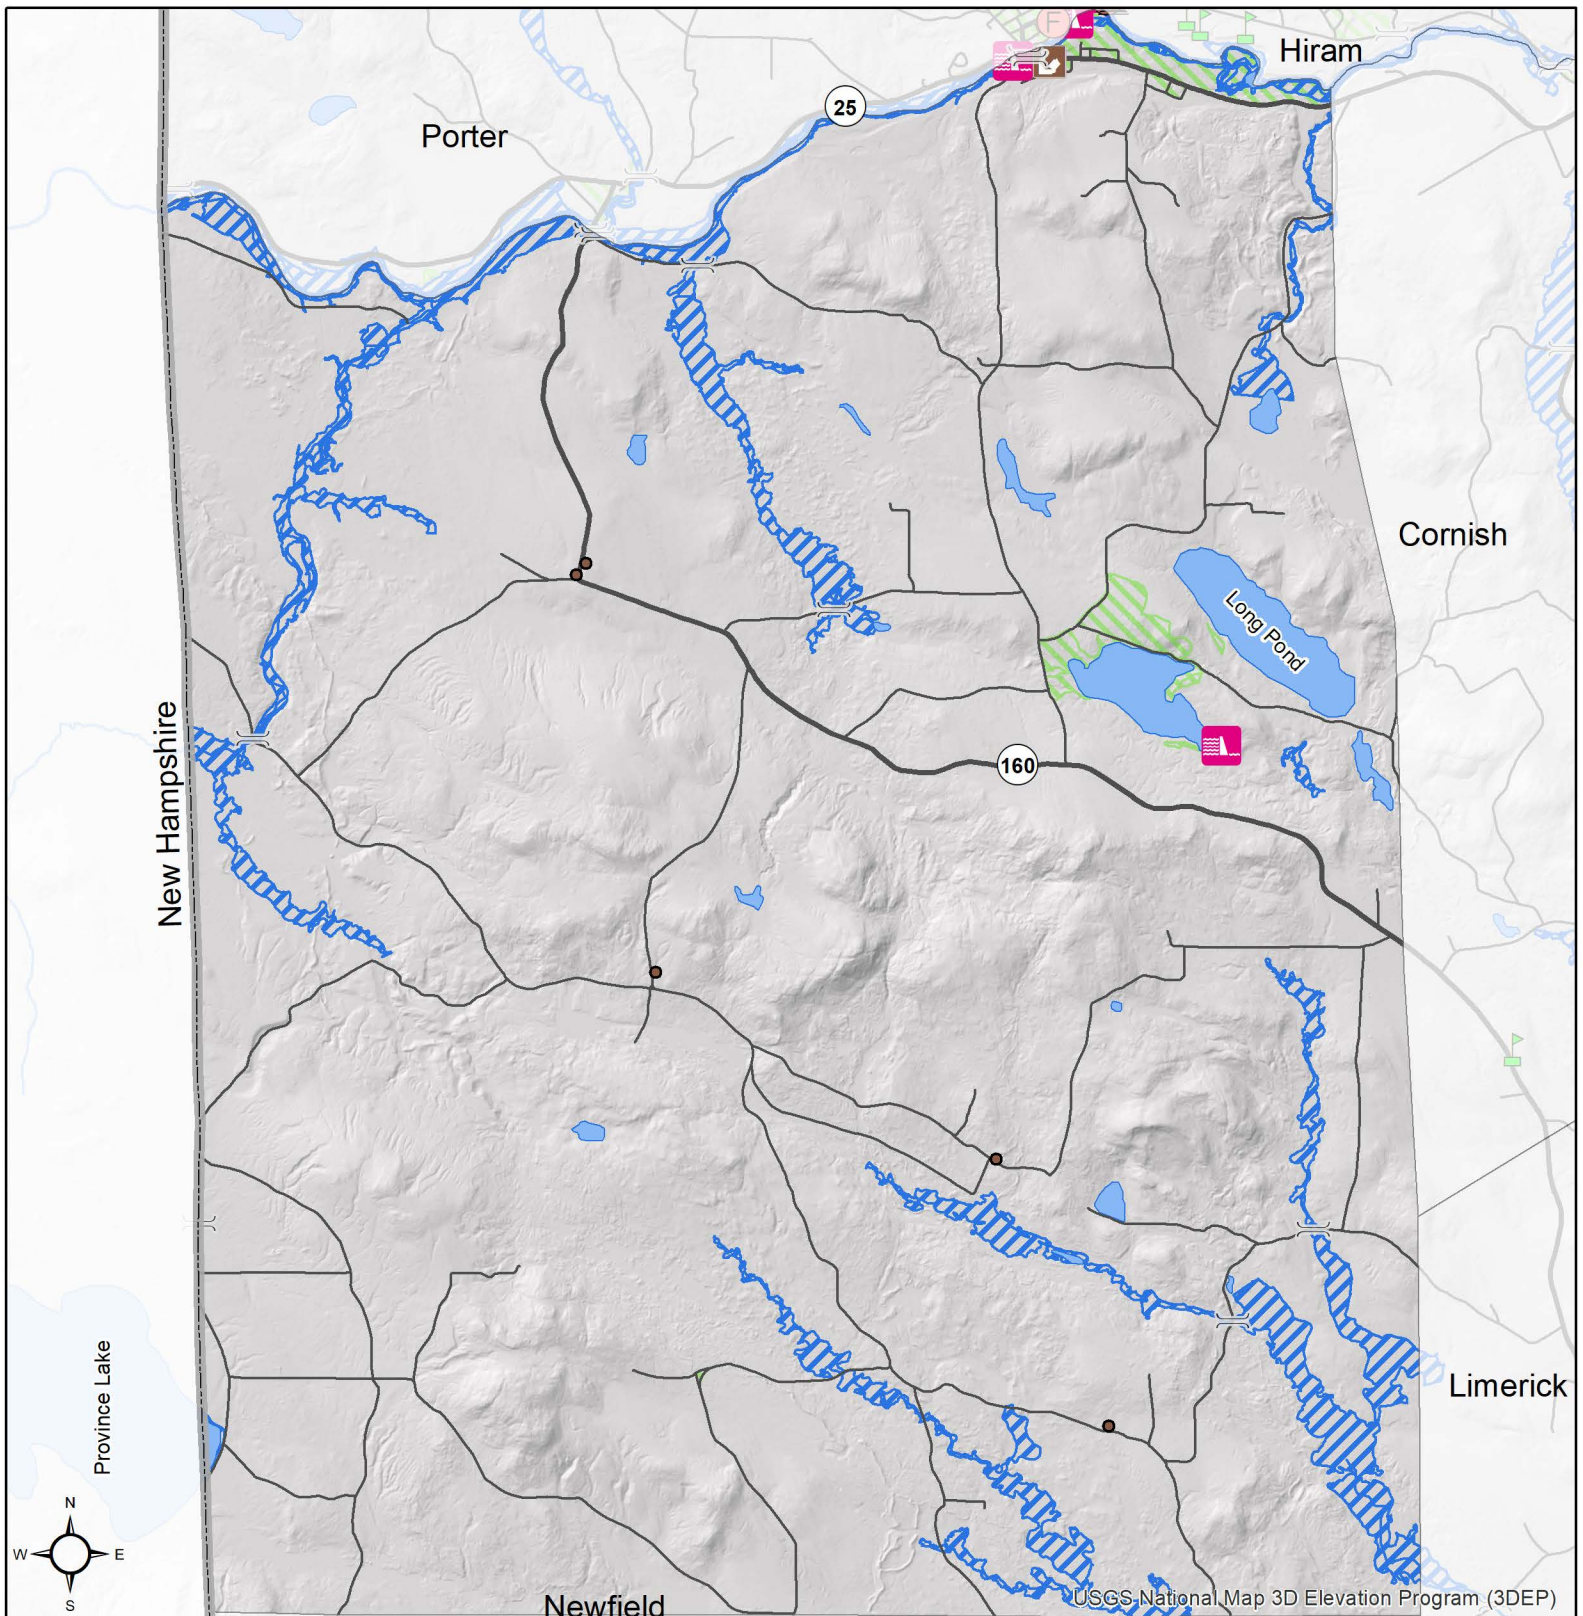 F
Hiram
25
Porter
Cornish
Long Pond
New Hampshire
160
Province Lake
Limerick
N
W
E
S
USGS National Map 3D Elevation Program (3DEP)
Newfield